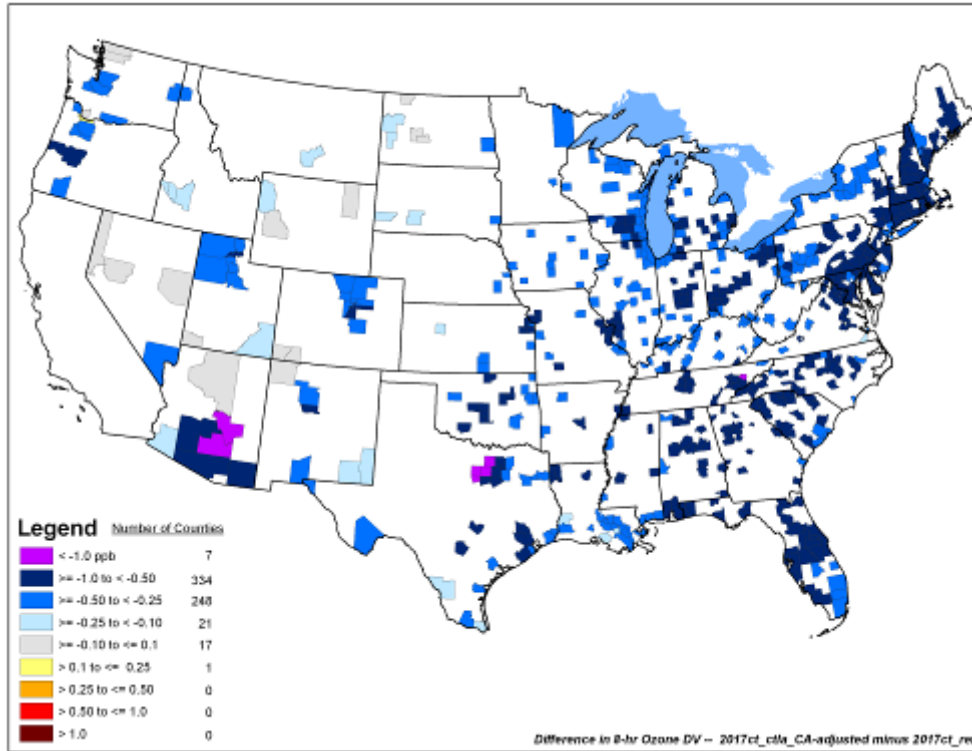 Legend Number of Counties
< -1.0 ppb 7
>= -1.0 to < -0.50 334
>= -0.50 to < -0.25 248
>= -0.25 to < -0.10 21
>= -0.10 to <= 0.1 17
> 0.1 to <= 0.25 1
> 0.25 to <= 0.50 0
> 0.50 to <= 1.0 0
> 1.0 0
Difference in 8-hr Ozone DV -- 2017ct_ctla_CA-adjusted minus 2017ct_re